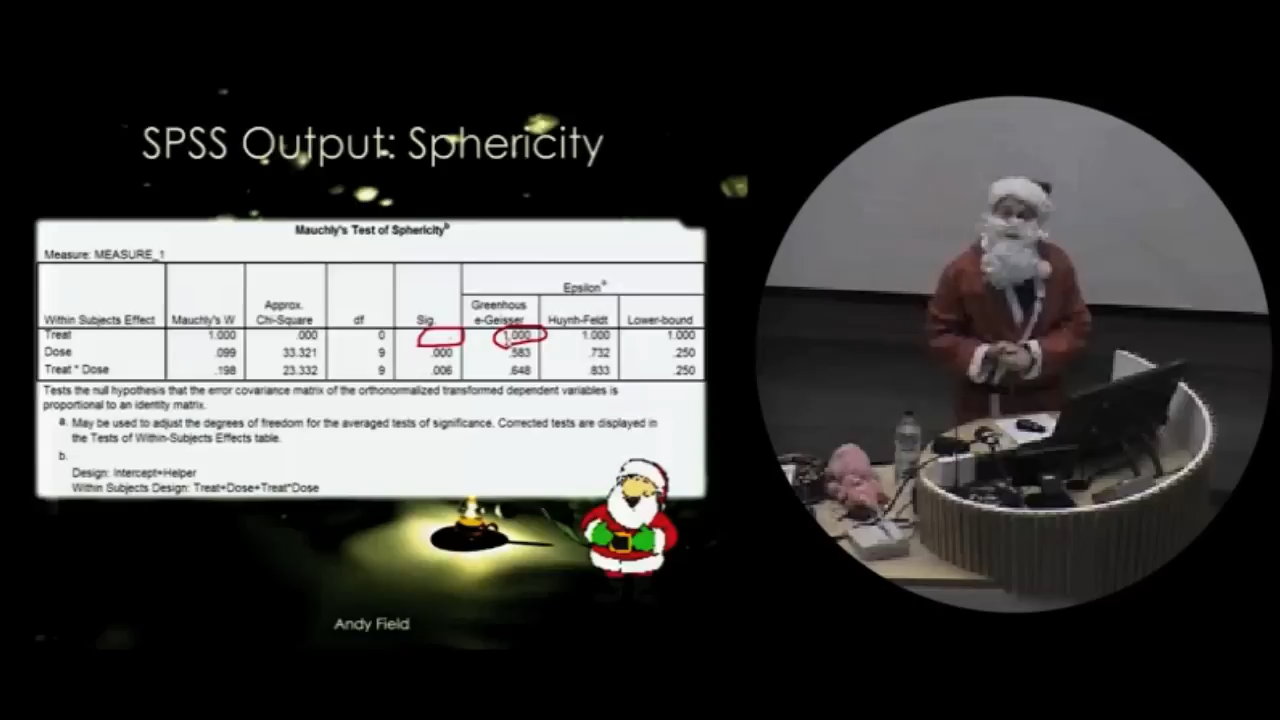 SPSS Output: Sphericity
Mauchly's Test of Sphericity b
Measure: MEASURE_1
Epsilon a
Approx. Greenhous
Within Subjects Effect Mauchly's W Chi-Square df Sig. e-Geisser Huynh-Feldt Lower-bound
Treat 1.000 .000 0 . 1.000 1.000 1.000
Dose .099 33.321 9 .000 .583 .732 .250
Treat * Dose .198 23.332 9 .006 .648 .833 .250
Tests the null hypothesis that the error covariance matrix of the orthonormalized transformed dependent variables is
proportional to an identity matrix.
a. May be used to adjust the degrees of freedom for the averaged tests of significance. Corrected tests are displayed in
the Tests of Within-Subjects Effects table.
b.
Design: Intercept+Helper
Within Subjects Design: Treat+Dose+Treat*Dose
Andy Field